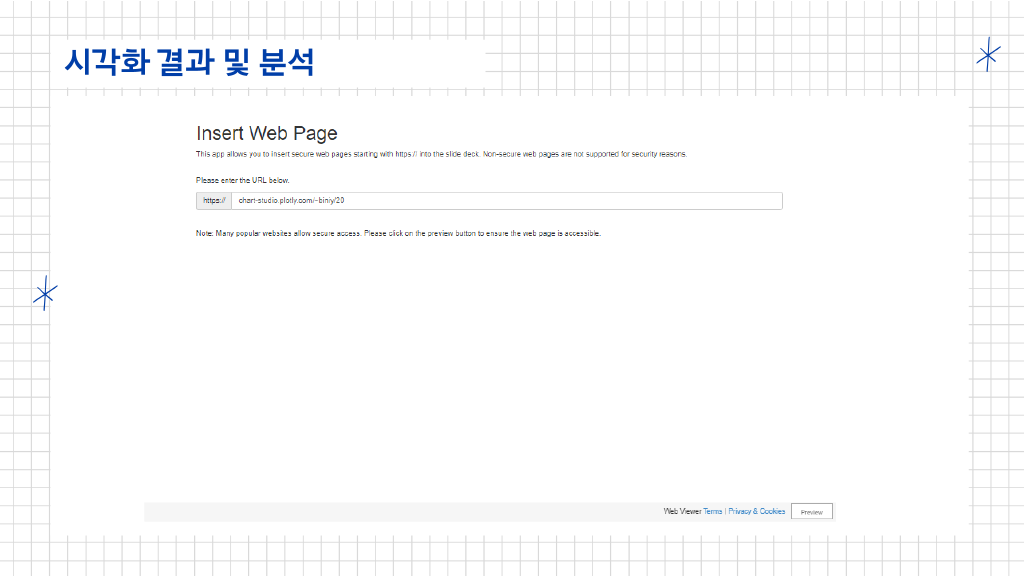 시각화 결과 및 분석
Insert Web Page
This app allows you to insert secure web pages starting with https:// into the slide deck. Non-secure web pages are not supported for security reasons.
Please enter the URL below.
https:// chart-studio.plotly.com/~biniy/20
Note: Many popular websites allow secure access. Please click on the preview button to ensure the web page is accessible.
Web Viewer Terms | Privacy & Cookies Preview